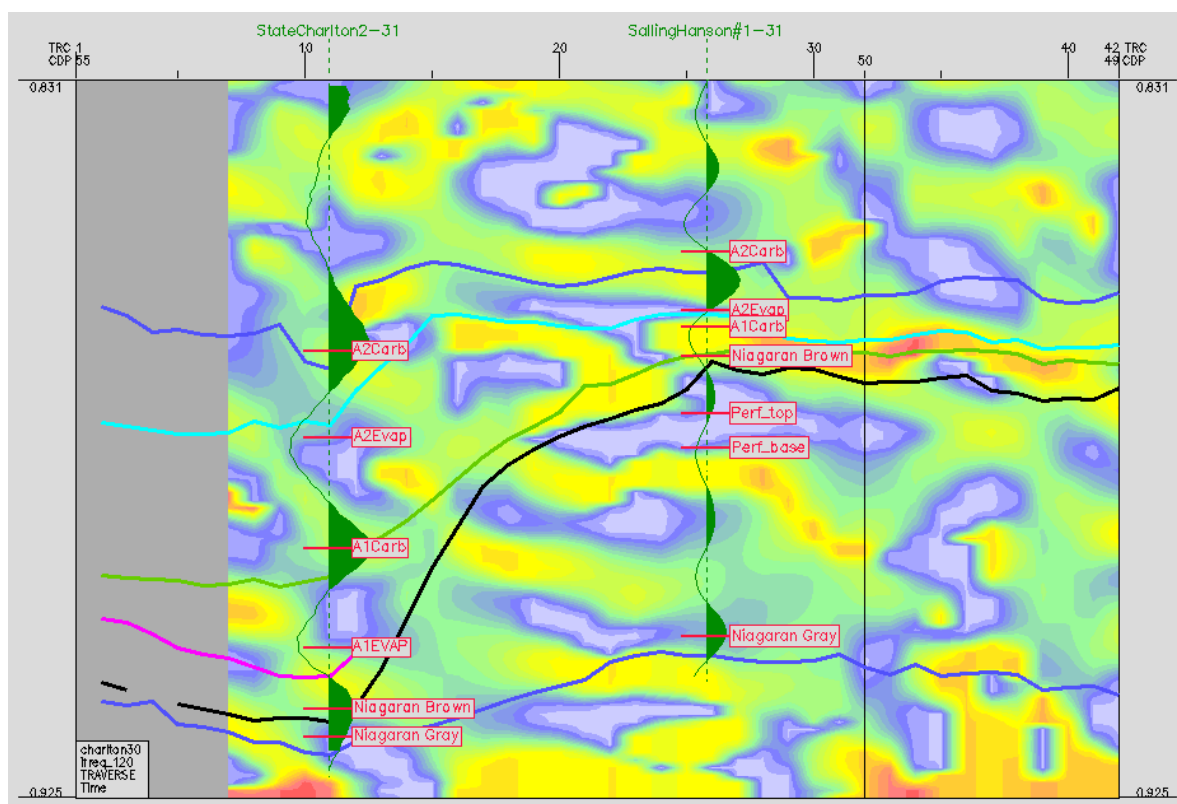 StateCharlton2-31 SallingHanson#1-31
TRC 1 10 20 30 40 42 TRC
CDP 55 50 49 CDP
0.831 0.831
A2Carb
A2Evap
A1Carb
A2Carb
Niagaran Brown
Perf_top
A2Evap
Perf_base
A1Carb
Niagaran Gray
A1EVAP
Niagaran Brown
Niagaran Gray
charlton30
TRAVERSE
Time
0.925 0.925